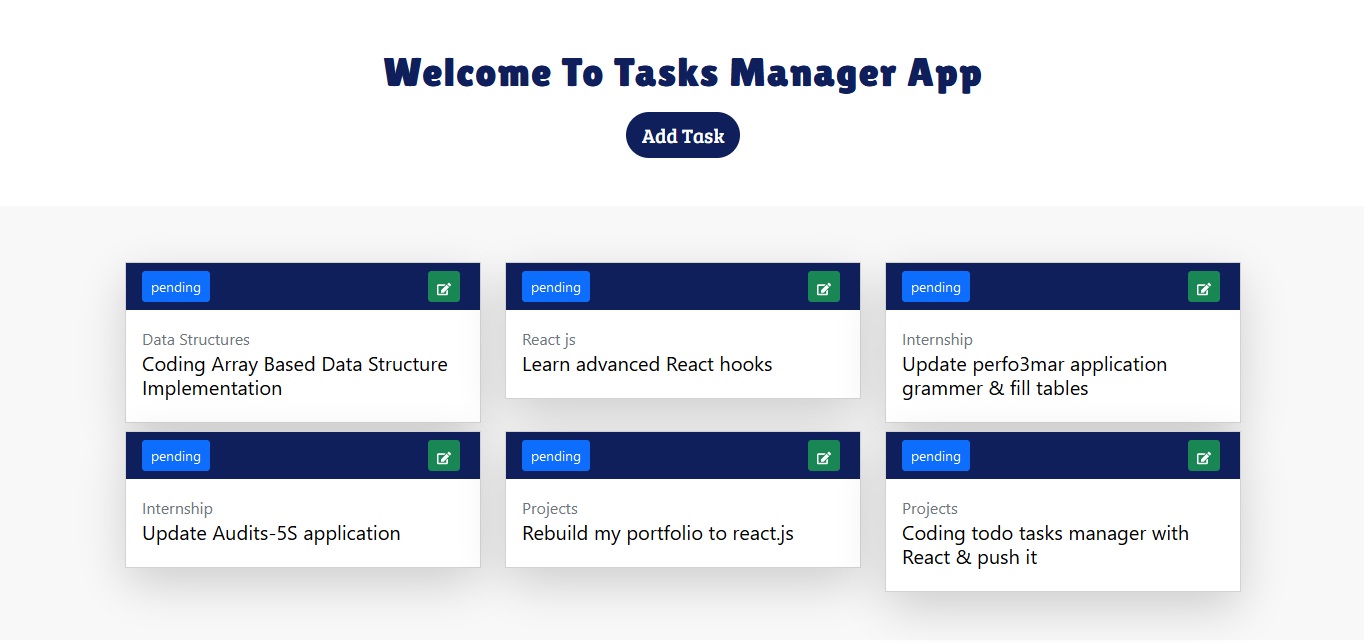 Welcome To Tasks Manager App
Add Task
pending
Data Structures
Coding Array Based Data Structure
Implementation
pending
React js
Learn advanced React hooks
pending
Internship
Update perfo3mar application
grammer & fill tables
pending
Internship
Update Audits-5S application
pending
Projects
Rebuild my portfolio to react.js
pending
Projects
Coding todo tasks manager with
React & push it